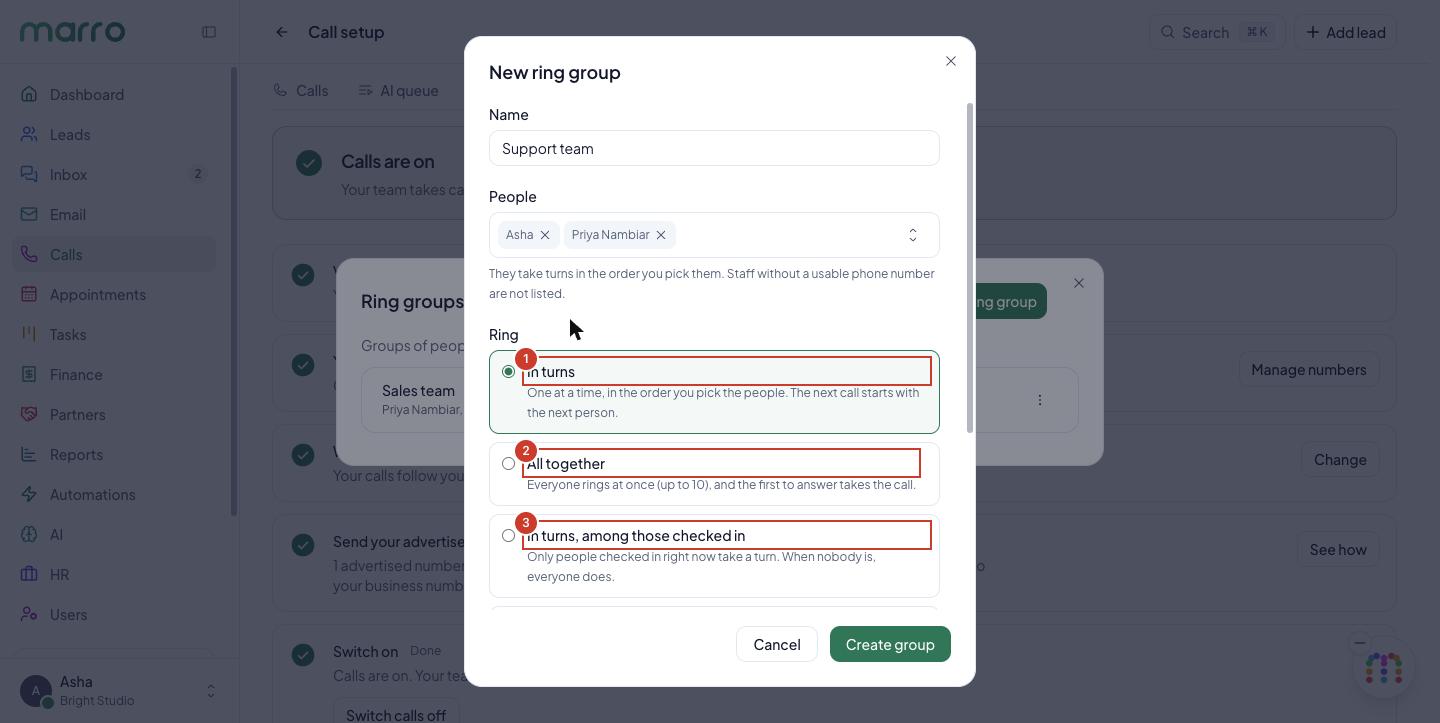 marro
Call setup
Search
⌘ K
Add lead
Dashboard
Leads
Inbox
2
Email
Calls
Appointments
Tasks
Finance
Partners
Reports
Automations
AI
HR
Users
A
Asha
Bright Studio
Calls
AI queue
Calls are on
Your team takes ca
Ring groups
ng group
Groups of peop
Sales team
Priya Nambiar,
Manage numbers
Your calls follow you
Change
Send your advertise
1 advertised number
your business numb
See how
Switch on
Done
Calls are on. Your tea
Switch calls off
New ring group
Name
Support team
People
Asha
Priya Nambiar
They take turns in the order you pick them. Staff without a usable phone number
are not listed.
Ring
1
In turns
One at a time, in the order you pick the people. The next call starts with
the next person.
2
All together
Everyone rings at once (up to 10), and the first to answer takes the call.
3
In turns, among those checked in
Only people checked in right now take a turn. When nobody is,
everyone does.
Cancel
Create group